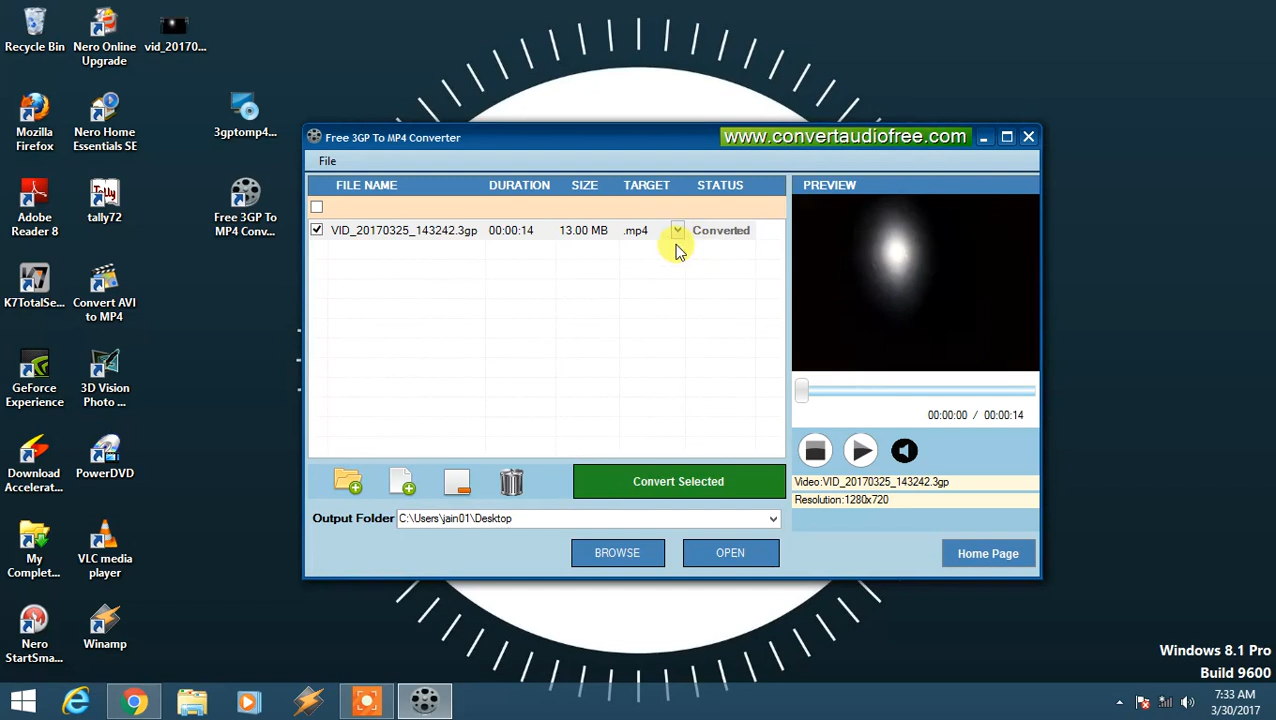 Recycle Bin
Nero Online Upgrade
vid_20170...
Mozilla Firefox
Nero Home Essentials SE
3gptomp4...
Adobe Reader 8
tally72
Free 3GP To MP4 Conv...
K7TotalSe...
Convert AVI to MP4
GeForce Experience
3D Vision Photo ...
Download Accelerat...
PowerDVD
My Complet...
VLC media player
Nero StartSma...
Winamp
Tally
Free 3GP To MP4 Converter
www.convertaudiofree.com
File
FILE NAME DURATION SIZE TARGET STATUS
VID_20170325_143242.3gp 00:00:14 13.00 MB .mp4 Converted
PREVIEW
00:00:00 / 00:00:14
Video:VID_20170325_143242.3gp
Resolution:1280x720
Convert Selected
Output Folder C:\Users\jain01\Desktop
BROWSE OPEN
Home Page
Windows 8.1 Pro
Build 9600
7:33 AM
3/30/2017